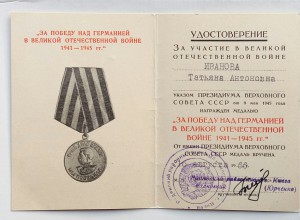 „ЗА ПОБЕДУ НАД ГЕРМАНИЕЙ
В ВЕЛИКОЙ ОТЕЧЕСТВЕННОЙ ВОЙНЕ
1941—1945 гг."
УДОСТОВЕРЕНИЕ
ЗА УЧАСТИЕ В ВЕЛИКОЙ
ОТЕЧЕСТВЕННОЙ ВОЙНЕ
ИВАНОВА
Татьяна Антоновна
УКАЗОМ ПРЕЗИДИУМА ВЕРХОВНОГО
СОВЕТА СССР от 9 мая 1945 года
НАГРАЖДЕН МЕДАЛЬЮ
„ЗА ПОБЕДУ НАД ГЕРМАНИЕЙ
В ВЕЛИКОЙ ОТЕЧЕСТВЕННОЙ
ВОЙНЕ 1941—1945 гг."
От имени ПРЕЗИДИУМА ВЕРХОВНОГО
СОВЕТА СССР МЕДАЛЬ ВРУЧЕНА